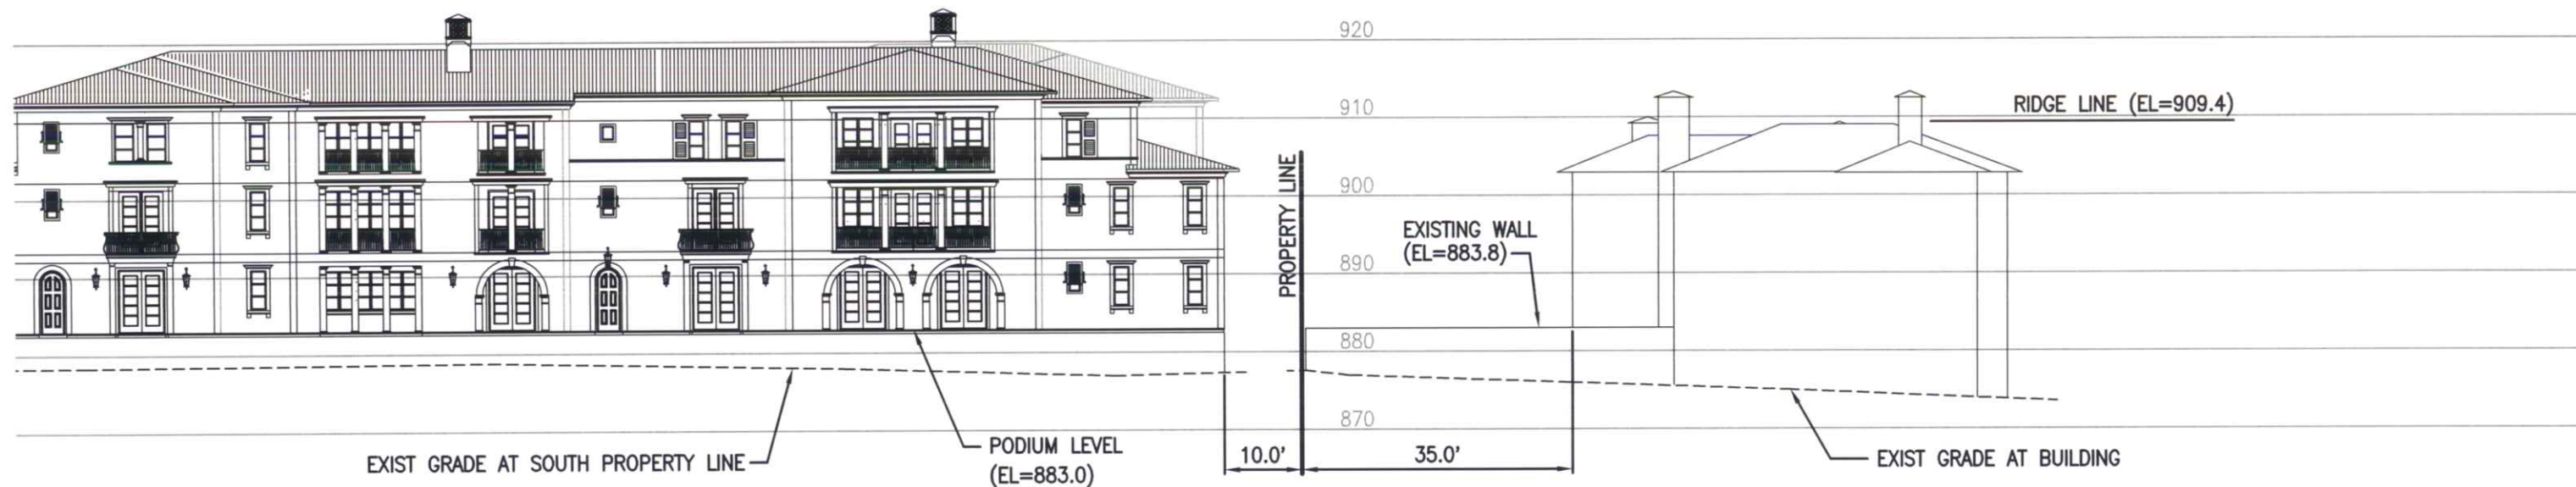 920
910
RIDGE LINE (EL=909.4)
900
PROPERTY LINE
EXISTING WALL
(EL=883.8)
890
880
870
EXIST GRADE AT SOUTH PROPERTY LINE
PODIUM LEVEL
(EL=883.0)
10.0'
35.0'
EXIST GRADE AT BUILDING